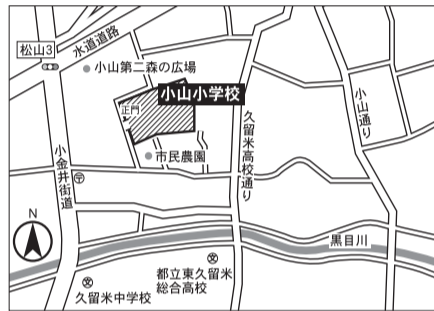 松山3
水道道路
小山第二森の広場
小山小学校
正門
市民農園
小金井街道
久留米高校通り
小山通り
N
黒目川
都立東久留米
総合高校
久留米中学校